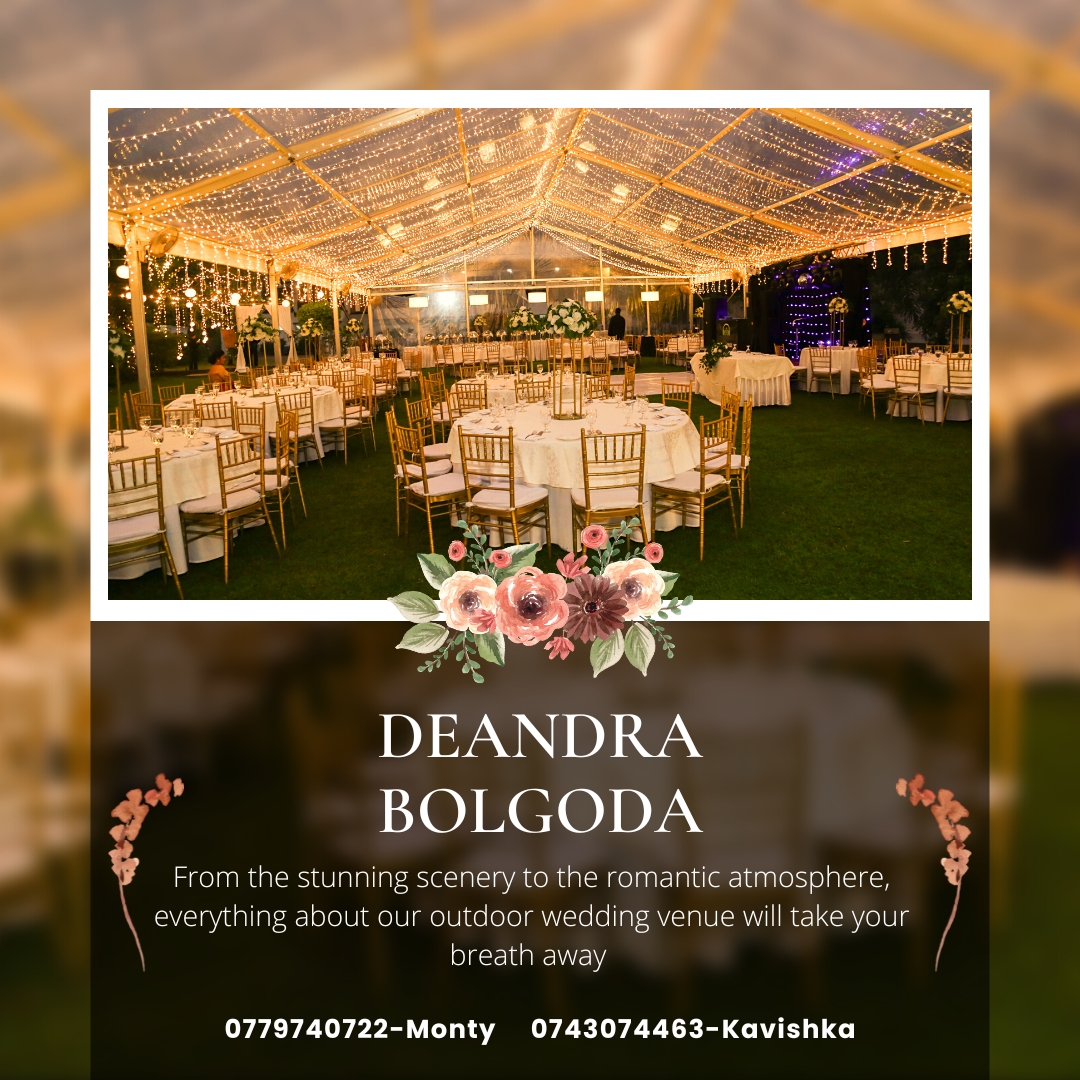 DEANDRA
BOLGODA
From the stunning scenery to the romantic atmosphere,
everything about our outdoor wedding venue will take your
breath away
0779740722-Monty 0743074463-Kavishka